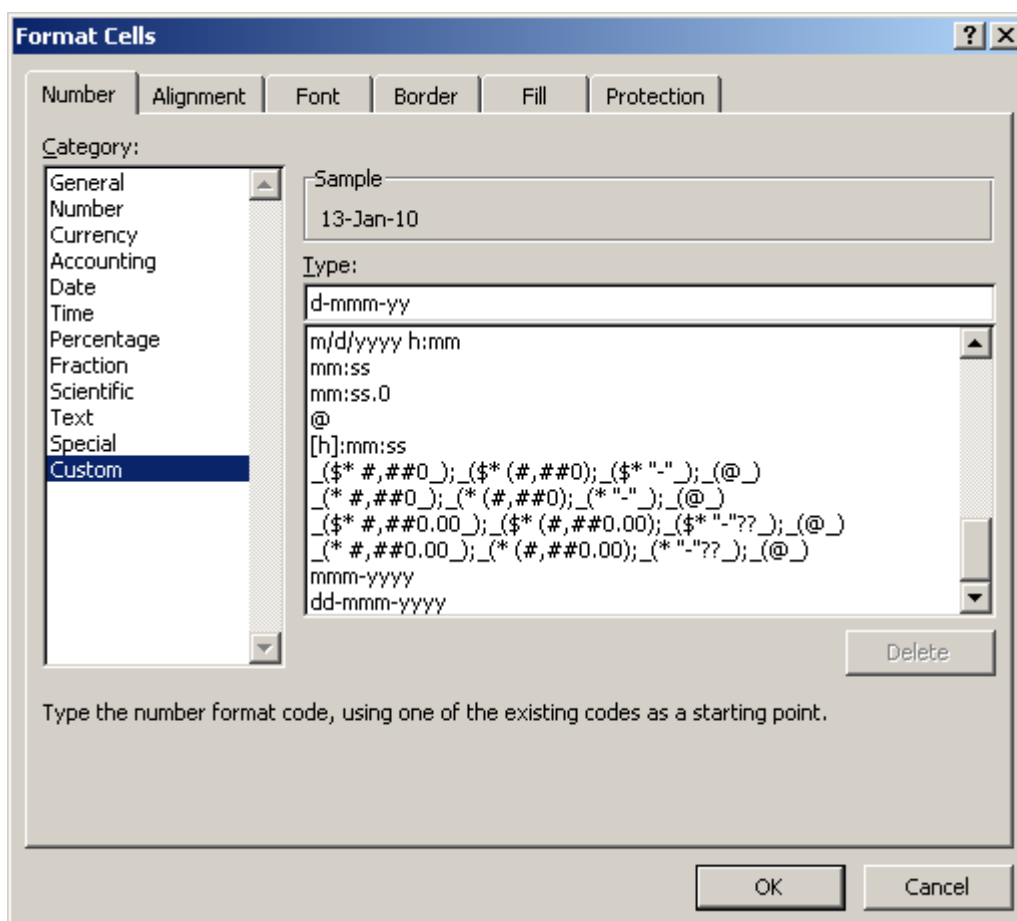 Format Cells
Number Alignment Font Border Fill Protection
Category:
General
Number
Currency
Accounting
Date
Time
Percentage
Fraction
Scientific
Text
Special
Custom
Sample
13-Jan-10
Type:
d-mmm-yy
m/d/yyyy h:mm
mm:ss
mm:ss.0
@
[h]:mm:ss
_($* #,##0_);_($* (#,##0);_($* "-"_);_(@_)
_(* #,##0_);_(* (#,##0);_(* "-"_);_(@_)
_($* #,##0.00_);_($* (#,##0.00);_($* "-"??_);_(@_)
_(* #,##0.00_);_(* (#,##0.00);_(* "-"??_);_(@_)
mmm-yyyy
dd-mmm-yyyy
Delete
Type the number format code, using one of the existing codes as a starting point.
OK Cancel